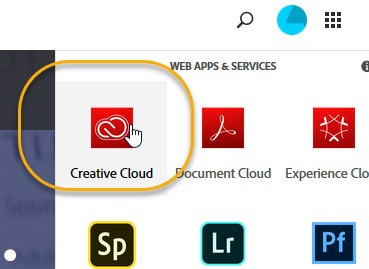 WEB APPS & SERVICES
Creative Cloud
Document Cloud
Experience Clo
Sp
Lr
Pf